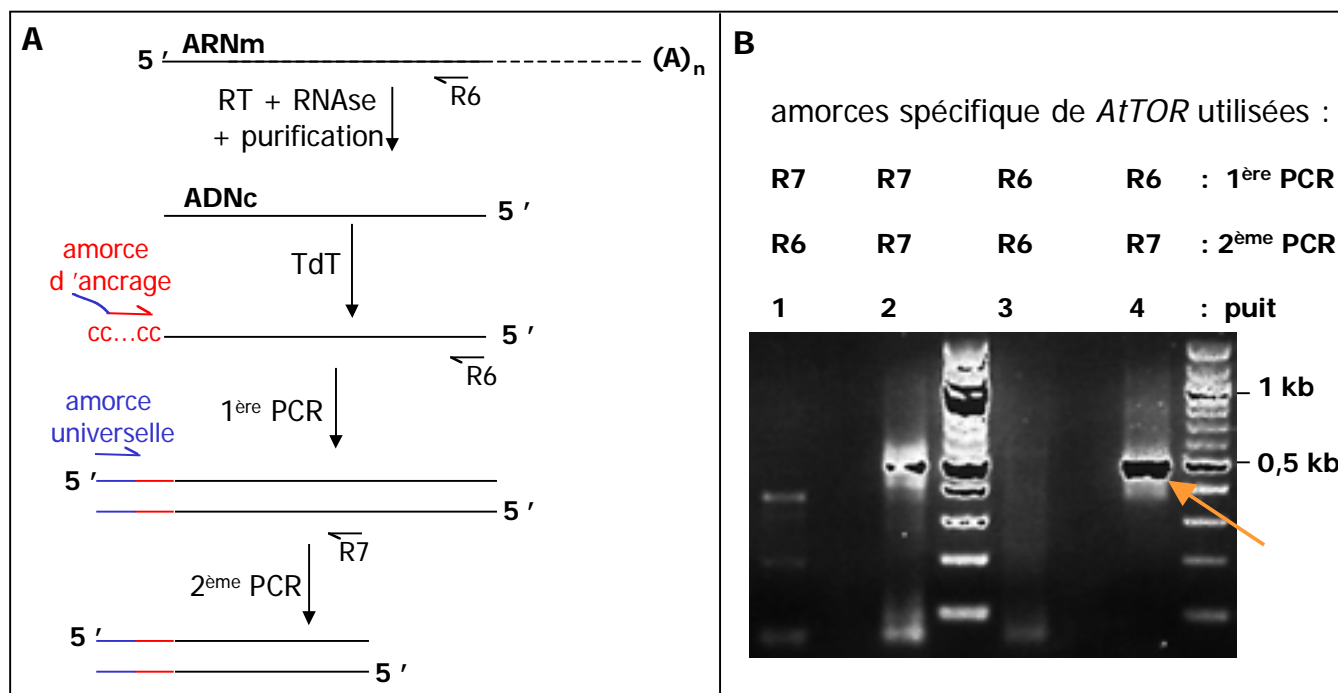 A
ARNm
5 '
(A)n
R6
RT + RNAse
+ purification
ADNc
5 '
amorce
d 'ancrage
TdT
cc...cc
5 '
R6
1ère PCR
amorce
universelle
5 '
5 '
R7
2ème PCR
5 '
5 '
B
amorces spécifique de AtTOR utilisées :
R7 R7 R6 R6 : 1ère PCR
R6 R7 R6 R7 : 2ème PCR
1 2 3 4 : puit
1 kb
0,5 kb